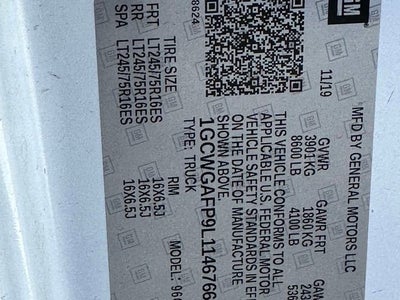 GM
MFD BY GENERAL MOTORS LLC
11/19
GVWR
3901 KG
8600 LB
GAWR FRT
1860 KG
4100 LB
THIS VEHICLE CONFORMS TO ALL
APPLICABLE U.S. FEDERAL MOTOR
VEHICLE SAFETY STANDARDS IN EF
ON THE DATE OF MANUFACTURE
SHOWN ABOVE.
1GCWGAFP9L1146766
TYPE: TRUCK
TIRE SIZE RIM
FRT LT245/75R16ES 16X6.5J
RR LT245/75R16ES 16X6.5J
SPA LT245/75R16ES 16X6.5J